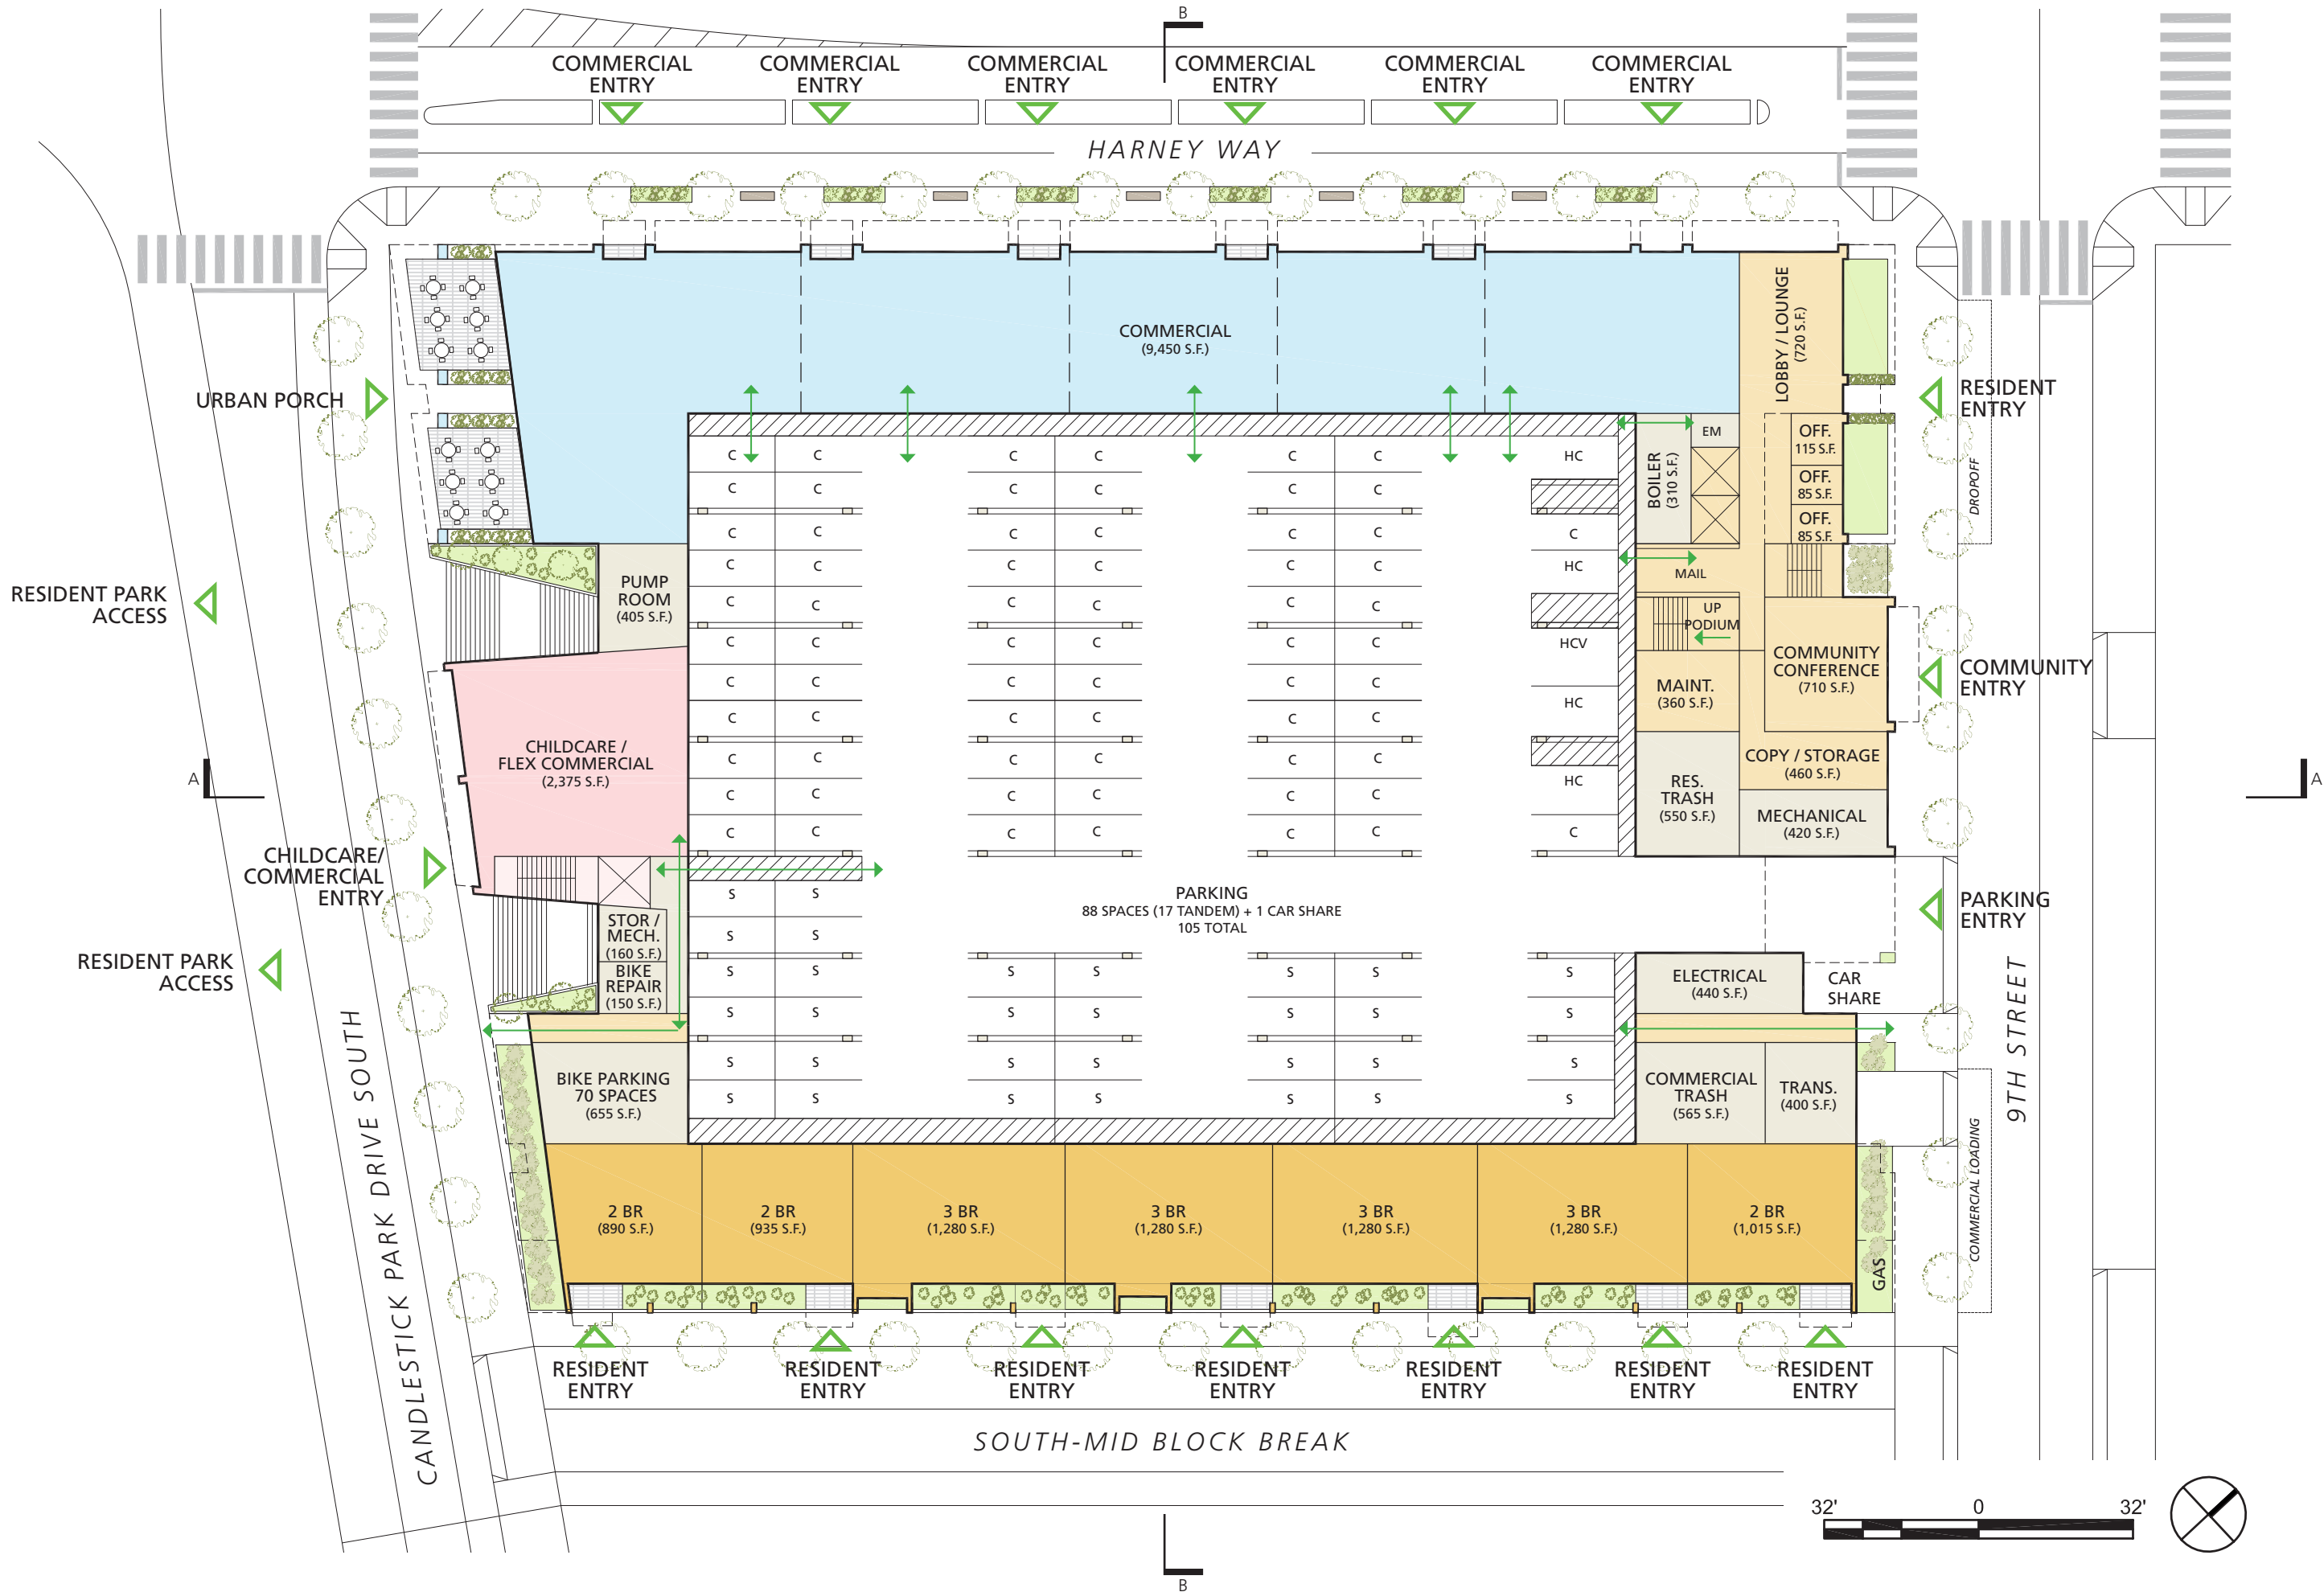 B
COMMERCIAL
ENTRY
COMMERCIAL
ENTRY
COMMERCIAL
ENTRY
COMMERCIAL
ENTRY
COMMERCIAL
ENTRY
COMMERCIAL
ENTRY
HARNEY WAY
COMMERCIAL
(9,450 S.F.)
LOBBY / LOUNGE
(720 S.F.)
URBAN PORCH
RESIDENT
ENTRY
DROPOFF
EM
BOILER
(310 S.F.)
OFF.
115 S.F.
OFF.
85 S.F.
OFF.
85 S.F.
C C C C C C HC
C C C C C C
C C C C C C C
C C C C C C HC
C C C C C C
C C C C C C HCV
C C C C C C
C C C C C C HC
C C C C C C
C C C C C C HC
C C C C C C C
MAIL
UP
PODIUM
PUMP
ROOM
(405 S.F.)
RESIDENT PARK
ACCESS
COMMUNITY
CONFERENCE
(710 S.F.)
COMMUNITY
ENTRY
MAINT.
(360 S.F.)
CHILDCARE /
FLEX COMMERCIAL
(2,375 S.F.)
COPY / STORAGE
(460 S.F.)
A
A
RES.
TRASH
(550 S.F.)
MECHANICAL
(420 S.F.)
CHILDCARE/
COMMERCIAL
ENTRY
PARKING
88 SPACES (17 TANDEM) + 1 CAR SHARE
105 TOTAL
PARKING
ENTRY
S S
S S
S S S S S S S
S S S S S S S
S S S S S S S
S S S S S S S
STOR /
MECH.
(160 S.F.)
BIKE
REPAIR
(150 S.F.)
RESIDENT PARK
ACCESS
ELECTRICAL
(440 S.F.)
CAR
SHARE
9TH STREET
CANDLESTICK PARK DRIVE SOUTH
BIKE PARKING
70 SPACES
(655 S.F.)
COMMERCIAL
TRASH
(565 S.F.)
TRANS.
(400 S.F.)
COMMERCIAL LOADING
2 BR
(890 S.F.)
2 BR
(935 S.F.)
3 BR
(1,280 S.F.)
3 BR
(1,280 S.F.)
3 BR
(1,280 S.F.)
3 BR
(1,280 S.F.)
2 BR
(1,015 S.F.)
GAS
RESIDENT
ENTRY
RESIDENT
ENTRY
RESIDENT
ENTRY
RESIDENT
ENTRY
RESIDENT
ENTRY
RESIDENT
ENTRY
RESIDENT
ENTRY
SOUTH-MID BLOCK BREAK
32' 0 32'
B